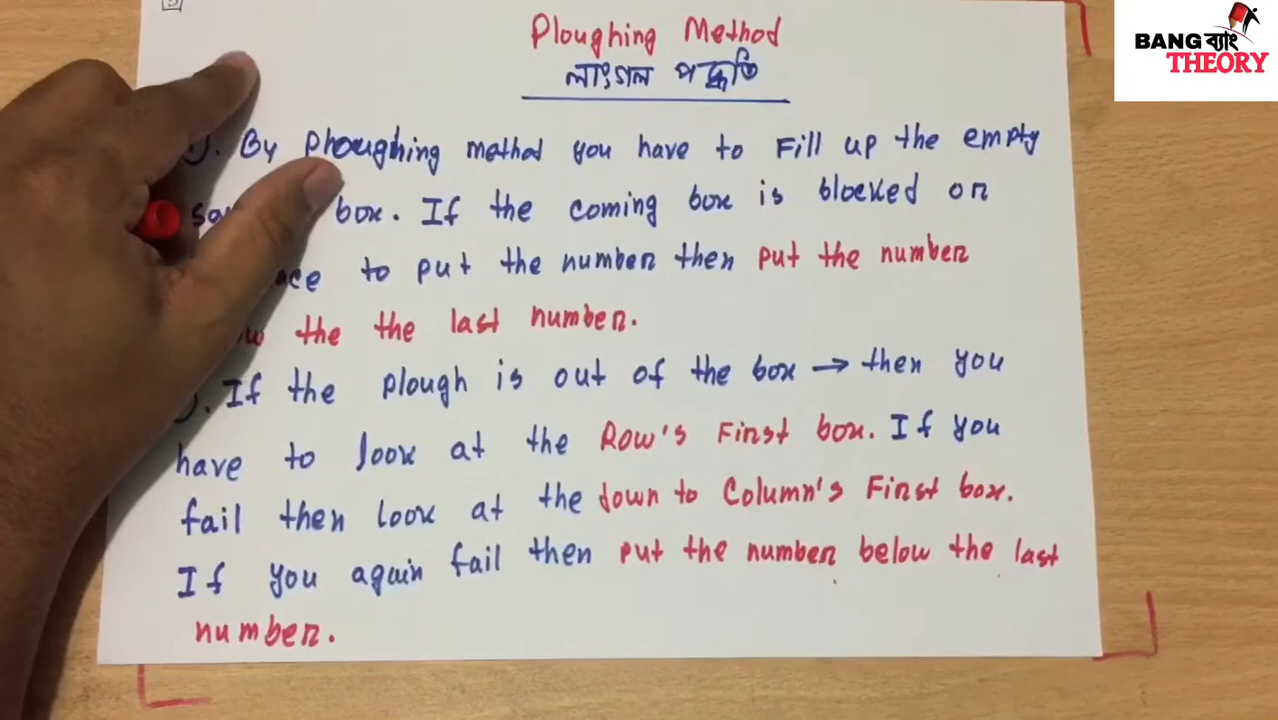 BANG ব্যাং
THEORY
Ploughing Method
লাংগল পদ্ধতি
By Phoughing method you have to Fill up the empty
box. If the coming box is blocked on
to put the number then put the number
the the last number.
If the plough is out of the box → then you
have to look at the Row's First box. If you
fail then look at the down to Column's First box.
If you again fail then put the number below the last
number.